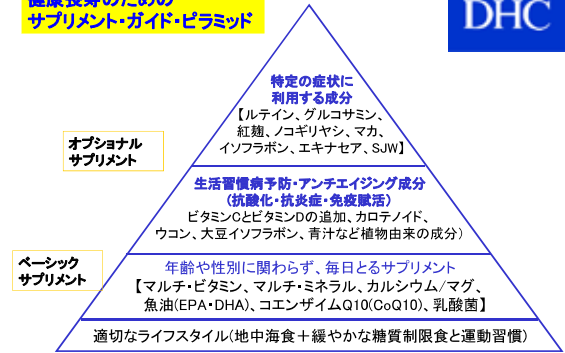 健康長寿のための
サプリメント・ガイド・ピラミッド
DHC
特定の症状に
利用する成分
【ルテイン、グルコサミン、
紅麹、ノコギリヤシ、マカ、
イソフラボン、エキナセア、SJW】
オプショナル
サプリメント
生活習慣病予防・アンチエイジング成分
(抗酸化・抗炎症・免疫賦活)
ビタミンCとビタミンDの追加、カロテノイド、
ウコン、大豆イソフラボン、青汁など植物由来の成分)
ベーシック
サプリメント
年齢や性別に関わらず、毎日とるサプリメント
【マルチ・ビタミン、マルチ・ミネラル、カルシウム/マグ、
魚油(EPA・DHA)、コエンザイムQ10(CoQ10)、乳酸菌】
適切なライフスタイル(地中海食＋緩やかな糖質制限食と運動習慣)